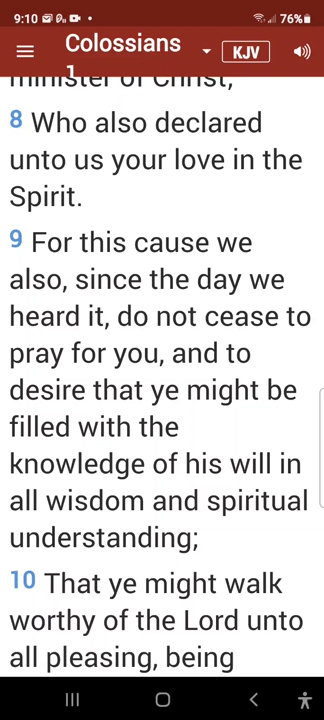 9:10
76%
Colossians
1
KJV
minister of Christ;
8 Who also declared
unto us your love in the
Spirit.
9 For this cause we
also, since the day we
heard it, do not cease to
pray for you, and to
desire that ye might be
filled with the
knowledge of his will in
all wisdom and spiritual
understanding;
10 That ye might walk
worthy of the Lord unto
all pleasing, being